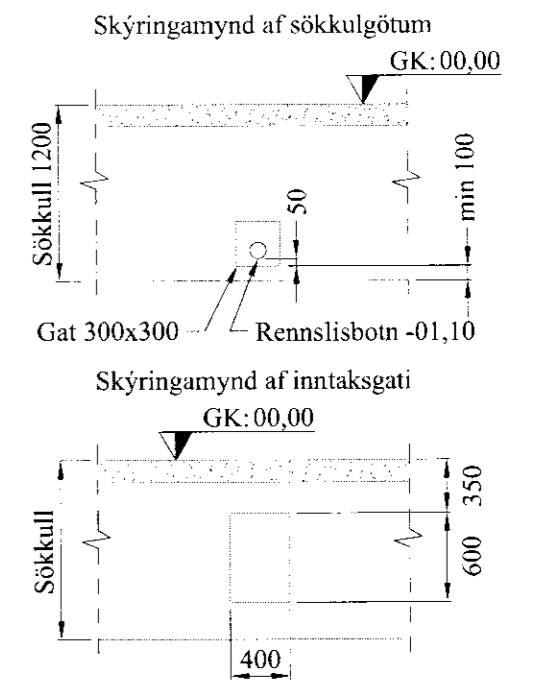 Skýringamynd af sökkulgötum
GK: 00,00
Sökkull 1200
50
min 100
Gat 300x300
Rennslisbotn -01,10
Skýringamynd af inntaksgati
GK: 00,00
Sökkull
350
600
400